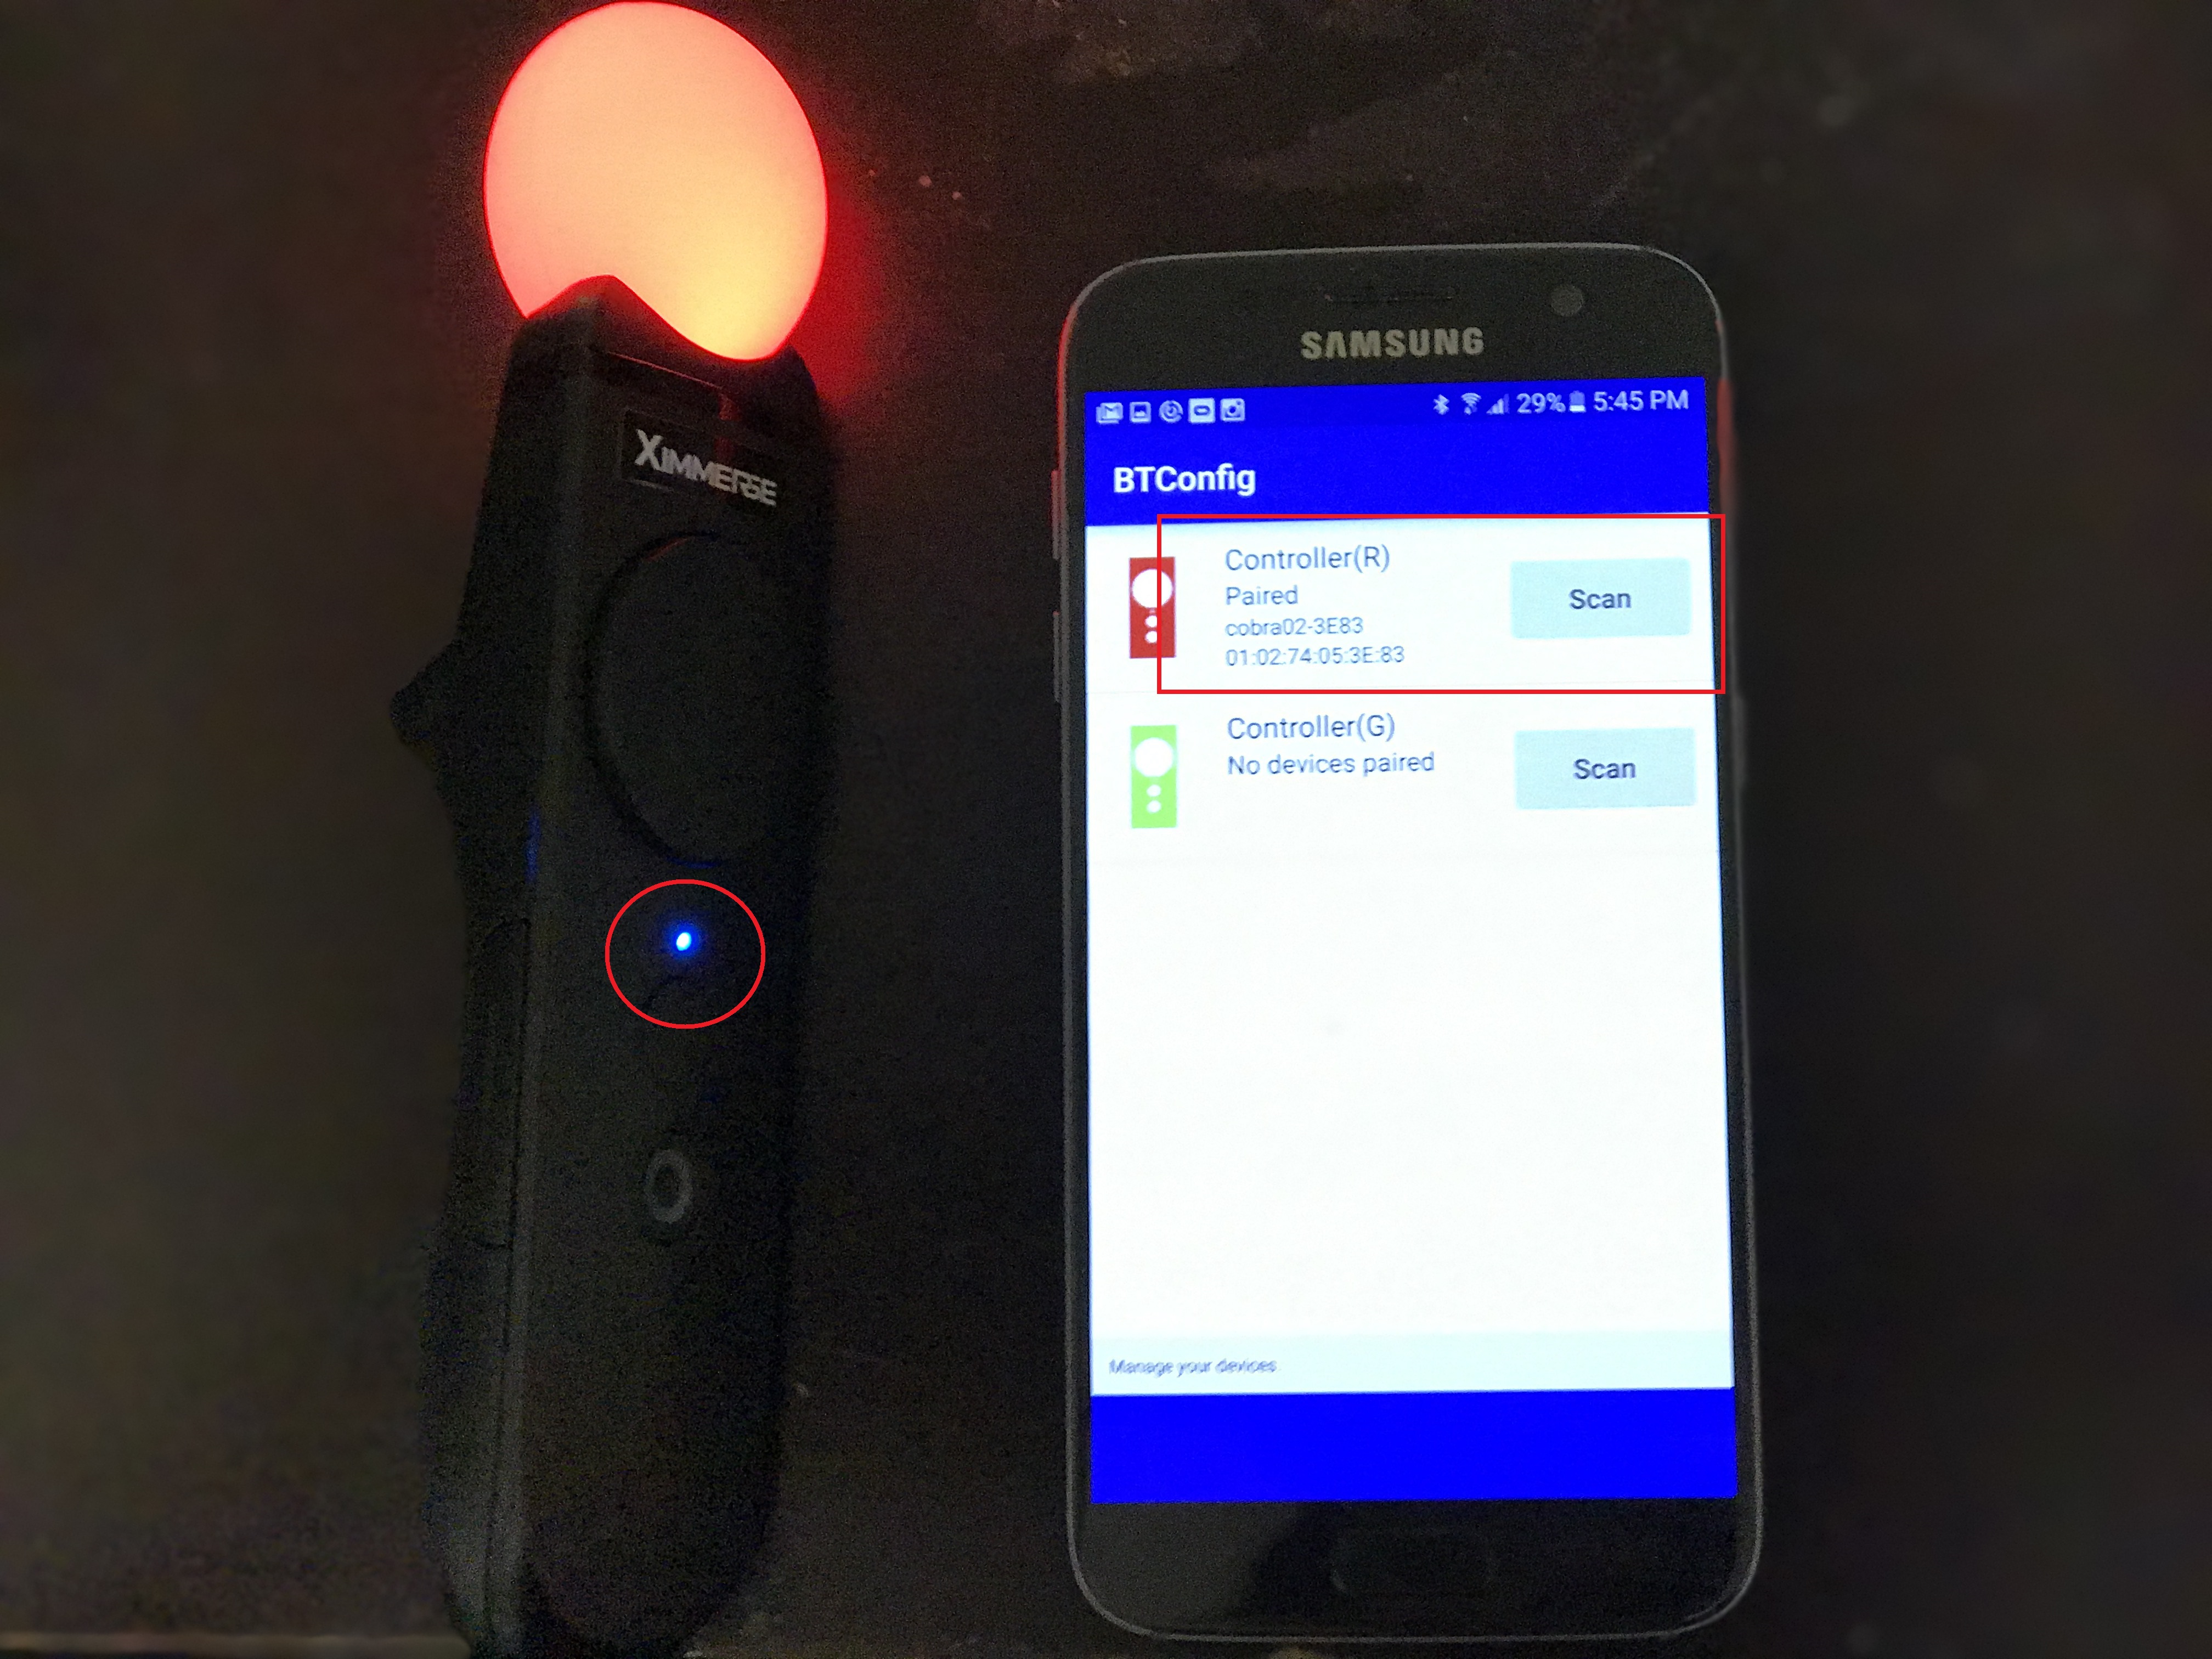 XIMMERSE
SAMSUNG
29% 5:45 PM
BTConfig
Controller(R)
Paired
cobra02-3E83
01:02:74:05:3E:83
Scan
Controller(G)
No devices paired
Scan
Manage your devices